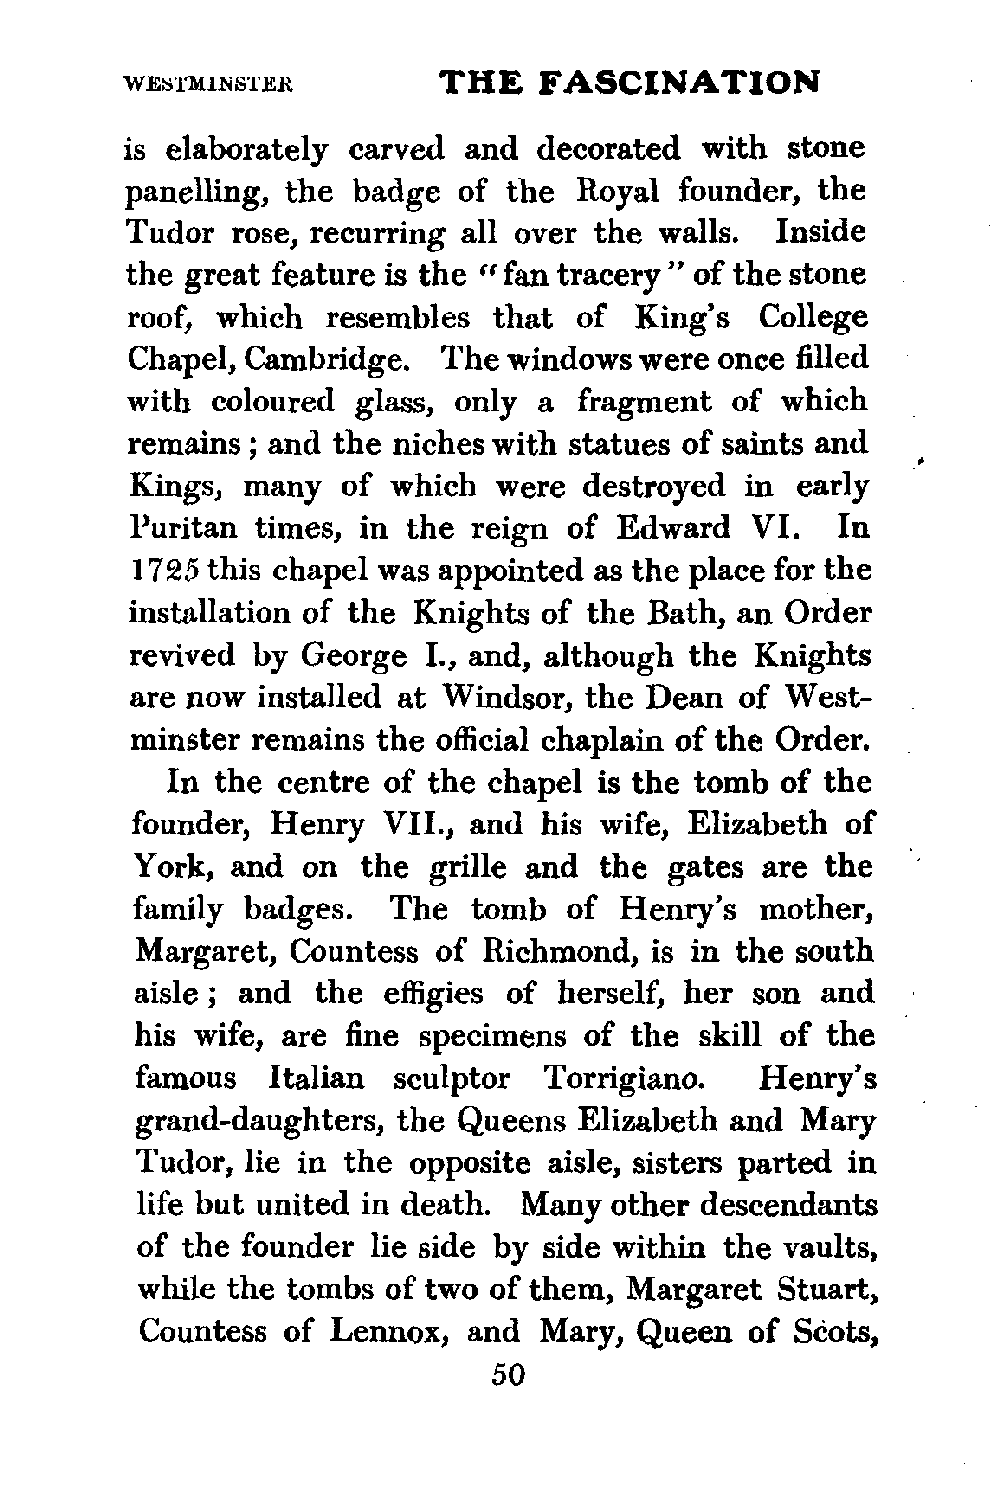 WESTMINSTER THE FASCINATION
is elaborately carved and decorated with stone
panelling, the badge of the Royal founder, the
Tudor rose, recurring all over the walls. Inside
the great feature is the “fan tracery” of the stone
roof, which resembles that of King's College
Chapel, Cambridge. The windows were once filled
with coloured glass, only a fragment of which
remains; and the niches with statues of saints and
Kings, many of which were destroyed in early
Puritan times, in the reign of Edward VI. In
1725 this chapel was appointed as the place for the
installation of the Knights of the Bath, an Order
revived by George I., and, although the Knights
are now installed at Windsor, the Dean of West-
minster remains the official chaplain of the Order.
In the centre of the chapel is the tomb of the
founder, Henry VII., and his wife, Elizabeth of
York, and on the grille and the gates are the
family badges. The tomb of Henry's mother,
Margaret, Countess of Richmond, is in the south
aisle; and the effigies of herself, her son and
his wife, are fine specimens of the skill of the
famous Italian sculptor Torrigiano. Henry's
grand-daughters, the Queens Elizabeth and Mary
Tudor, lie in the opposite aisle, sisters parted in
life but united in death. Many other descendants
of the founder lie side by side within the vaults,
while the tombs of two of them, Margaret Stuart,
Countess of Lennox, and Mary, Queen of Scots,
50